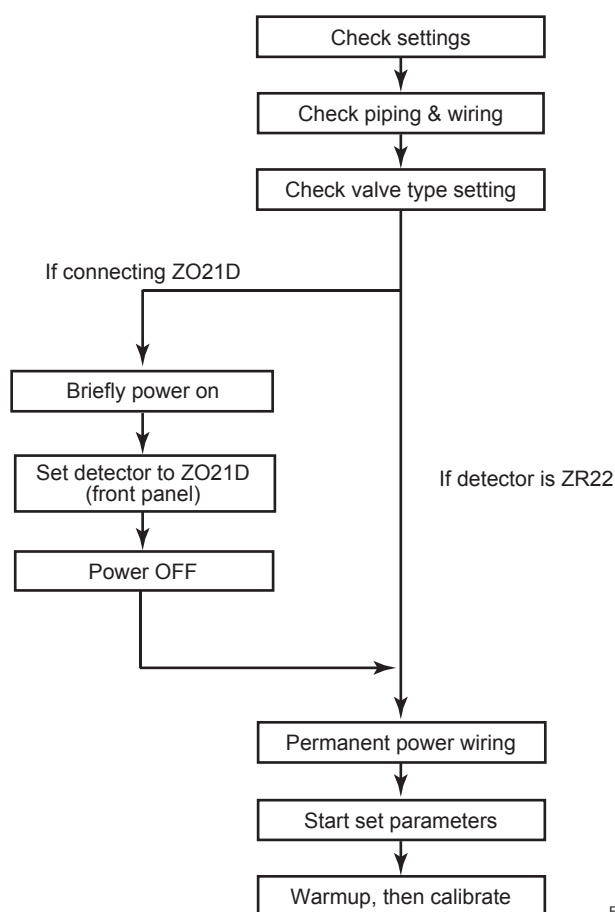 Check settings
Check piping & wiring
Check valve type setting
If connecting ZO21D
Briefly power on
Set detector to ZO21D
(front panel)
If detector is ZR22
Power OFF
Permanent power wiring
Start set parameters
Warmup, then calibrate